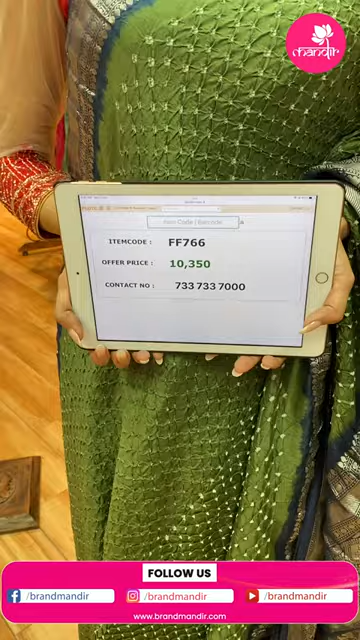 mandir
Item Code / Barcode
ITEMCODE : FF766
OFFER PRICE : 10,350
CONTACT NO : 733 733 7000
FOLLOW US
/brandmandir /brandmandir /brandmandir
www.brandmandir.com